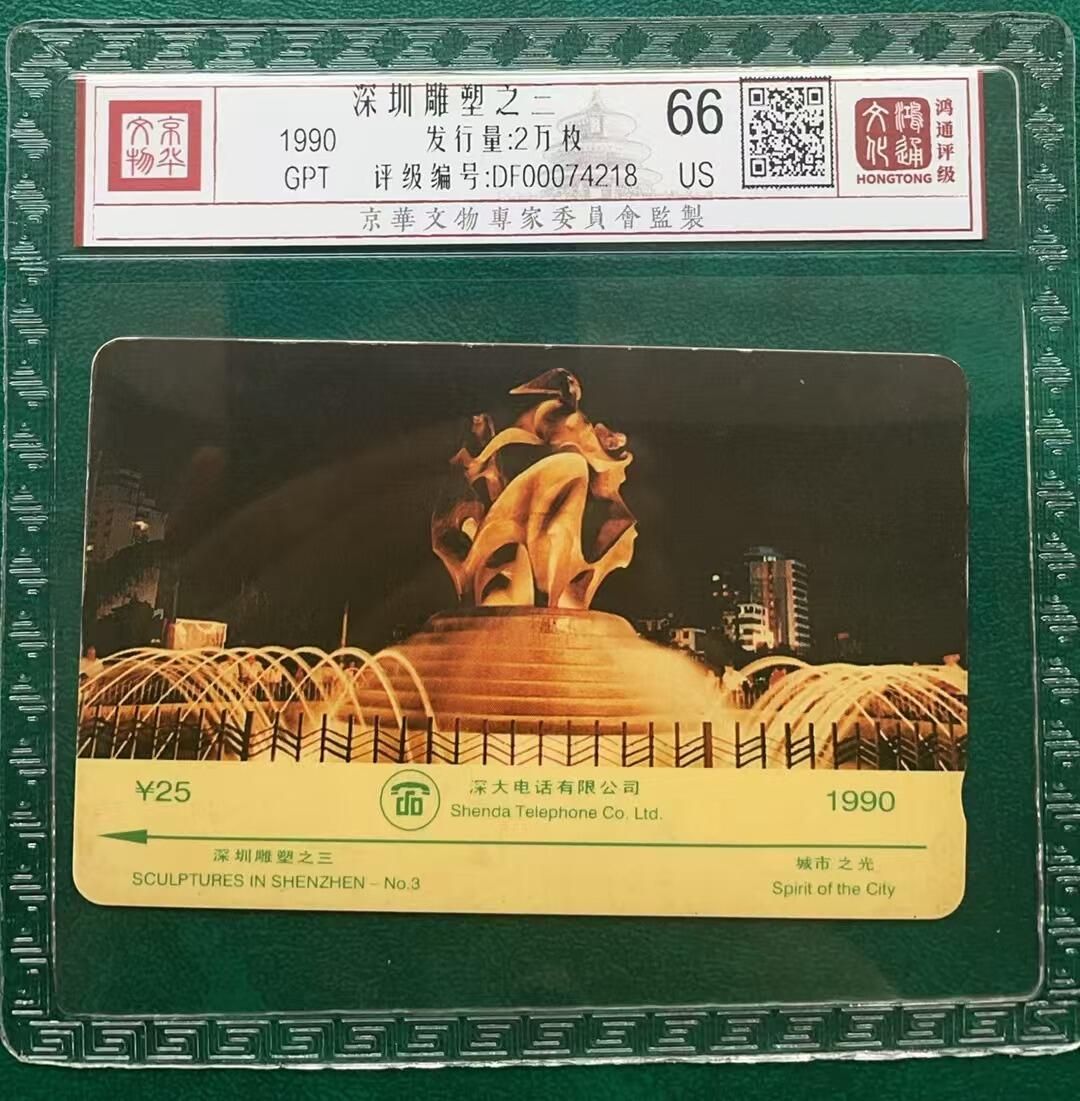 京华文物
深圳雕塑之三
66
1990
发行量:2万枚
GPT
评级编号:DF00074218
US
鸿通文化
HONGTONG
鸿通评级
京華文物專家委員會監製
¥25
深大电话有限公司
Shenda Telephone Co. Ltd.
1990
深圳雕塑之三
SCULPTURES IN SHENZHEN – No.3
城市之光
Spirit of the City